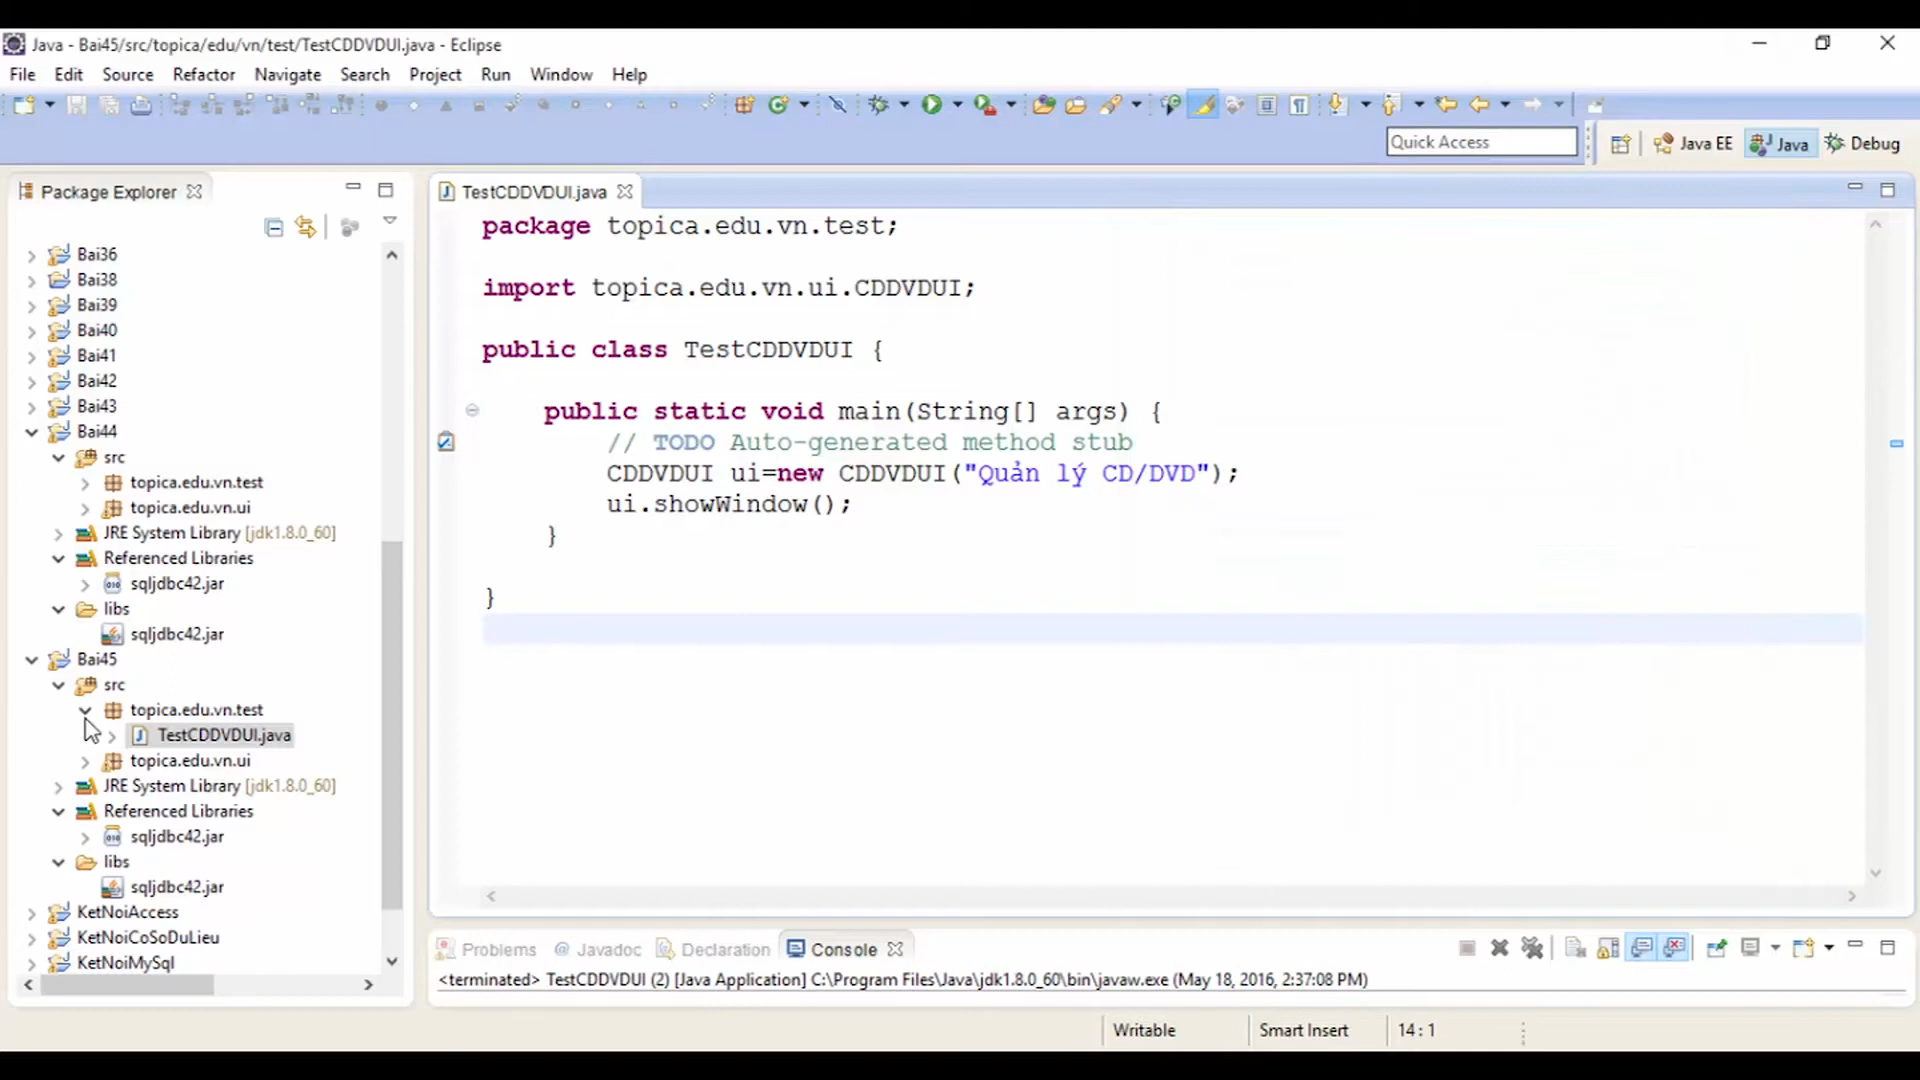 Java - Bai45/src/topica/edu/vn/test/TestCDDVDUI.java - Eclipse
File Edit Source Refactor Navigate Search Project Run Window Help
Quick Access
Java EE
Java
Debug
Package Explorer
Bai36
Bai38
Bai39
Bai40
Bai41
Bai42
Bai43
Bai44
src
topica.edu.vn.test
topica.edu.vn.ui
JRE System Library [jdk1.8.0_60]
Referenced Libraries
sqljdbc42.jar
libs
sqljdbc42.jar
Bai45
src
topica.edu.vn.test
TestCDDVDUI.java
topica.edu.vn.ui
JRE System Library [jdk1.8.0_60]
Referenced Libraries
sqljdbc42.jar
libs
sqljdbc42.jar
KetNoiAccess
KetNoiCoSoDuLieu
KetNoiMySql
TestCDDVDUI.java
package topica.edu.vn.test;
import topica.edu.vn.ui.CDDVDUI;
public class TestCDDVDUI {
public static void main(String[] args) {
// TODO Auto-generated method stub
CDDVDUI ui=new CDDVDUI("Quản lý CD/DVD");
ui.showWindow();
}
}
Problems @ Javadoc Declaration Console
<terminated> TestCDDVDUI (2) [Java Application] C:\Program Files\Java\jdk1.8.0_60\bin\javaw.exe (May 18, 2016, 2:37:08 PM)
Writable Smart Insert 14 : 1